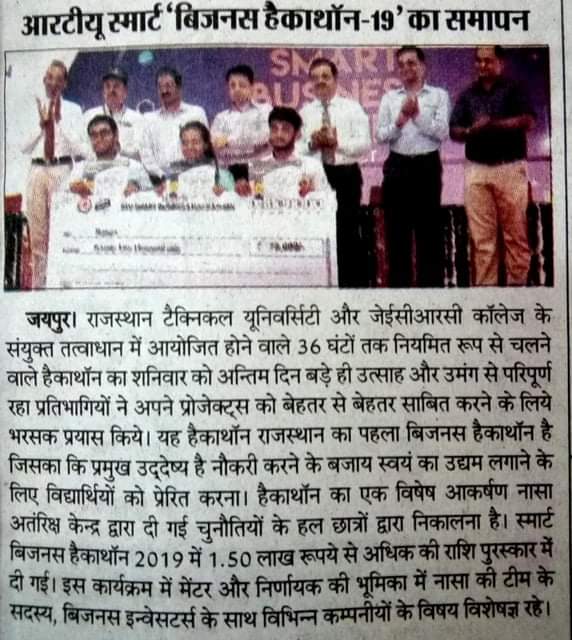 आरटीयू स्मार्ट ‘बिजनस हैकाथॉन-19’ का समापन
SMART
BUSINESS
जयपुर। राजस्थान टैक्निकल यूनिवर्सिटी और जेईसीआरसी कॉलेज के
संयुक्त तत्वाधान में आयोजित होने वाले 36 घंटों तक नियमित रूप से चलने
वाले हैकाथॉन का शनिवार को अन्तिम दिन बड़े ही उत्साह और उमंग से परिपूर्ण
रहा प्रतिभागियों ने अपने प्रोजेक्ट्स को बेहतर से बेहतर साबित करने के लिये
भरसक प्रयास किये। यह हैकाथॉन राजस्थान का पहला बिजनस हैकाथॉन है
जिसका कि प्रमुख उद्देष्य है नौकरी करने के बजाय स्वयं का उद्यम लगाने के
लिए विद्यार्थियों को प्रेरित करना। हैकाथॉन का एक विषेष आकर्षण नासा
अतंरिक्ष केन्द्र द्वारा दी गई चुनौतियों के हल छात्रों द्वारा निकालना है। स्मार्ट
बिजनस हैकाथॉन 2019 में 1.50 लाख रूपये से अधिक की राशि पुरस्कार में
दी गई। इस कार्यक्रम में मेंटर और निर्णायक की भूमिका में नासा की टीम के
सदस्य, बिजनस इन्वेसटर्स के साथ विभिन्न कम्पनीयों के विषय विशेषज्ञ रहे।